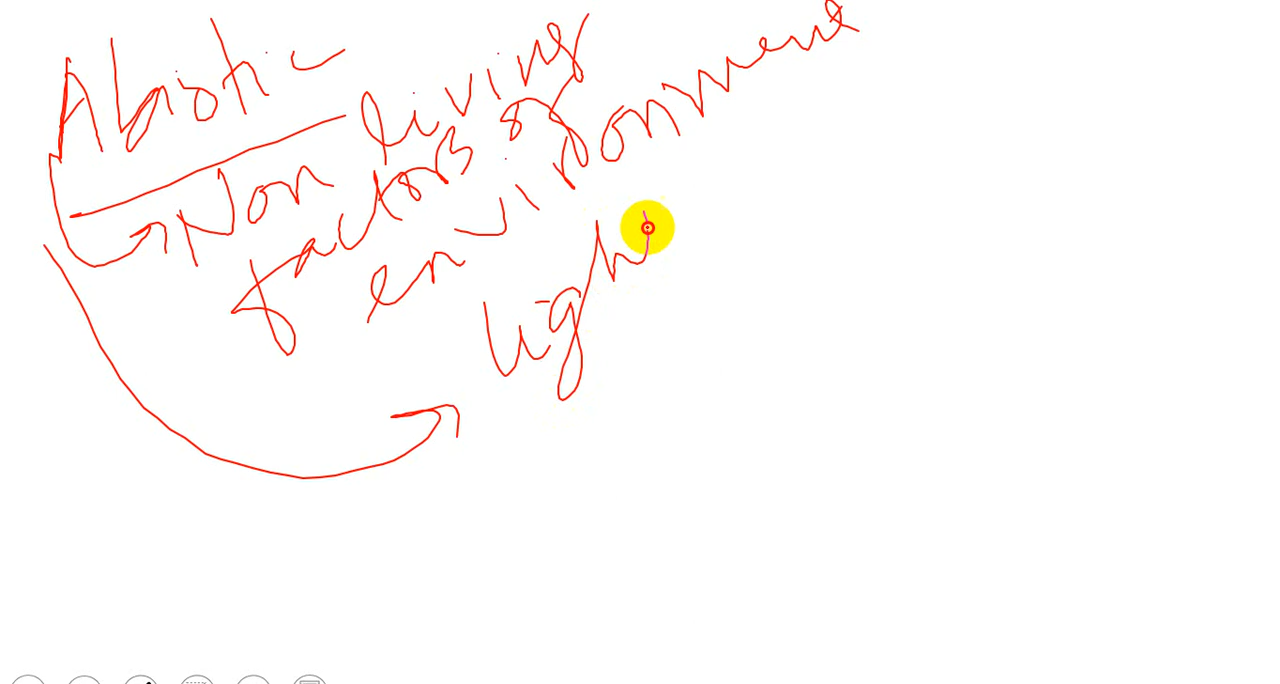 Abiotic
Non living
factors of
environment
light